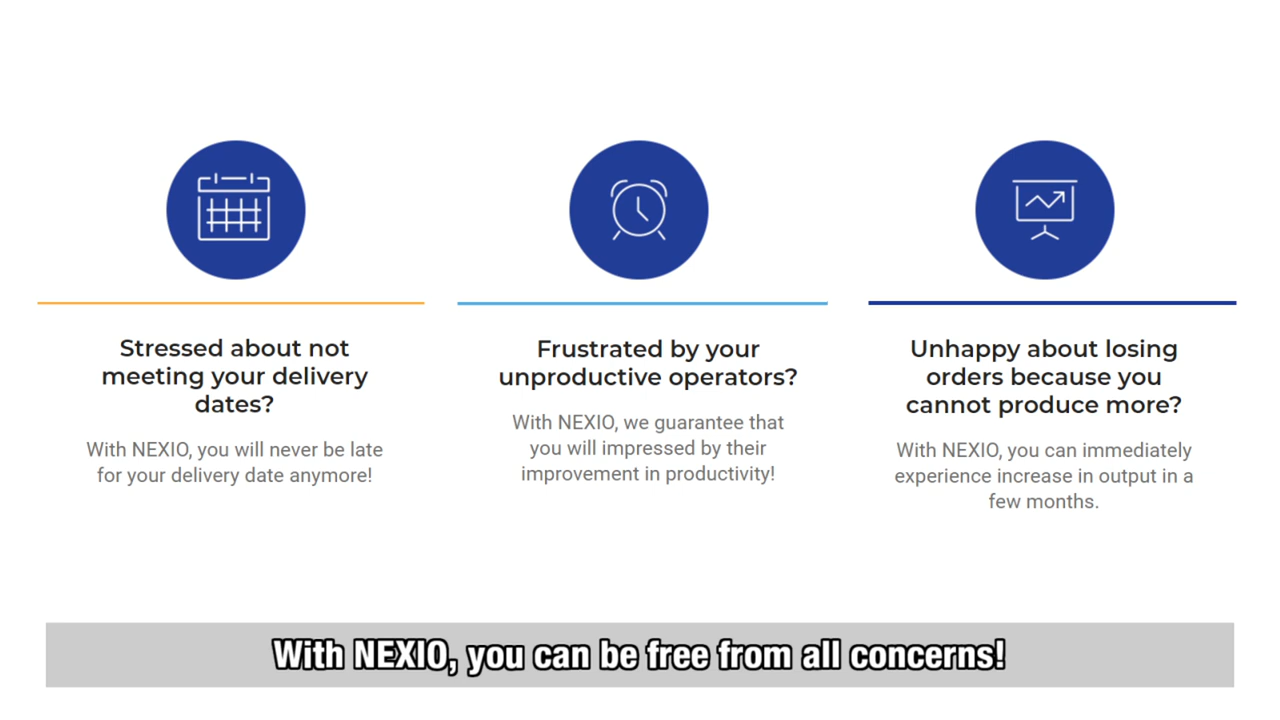 Stressed about not
meeting your delivery
dates?
With NEXIO, you will never be late
for your delivery date anymore!
Frustrated by your
unproductive operators?
With NEXIO, we guarantee that
you will impressed by their
improvement in productivity!
Unhappy about losing
orders because you
cannot produce more?
With NEXIO, you can immediately
experience increase in output in a
few months.
With NEXIO, you can be free from all concerns!